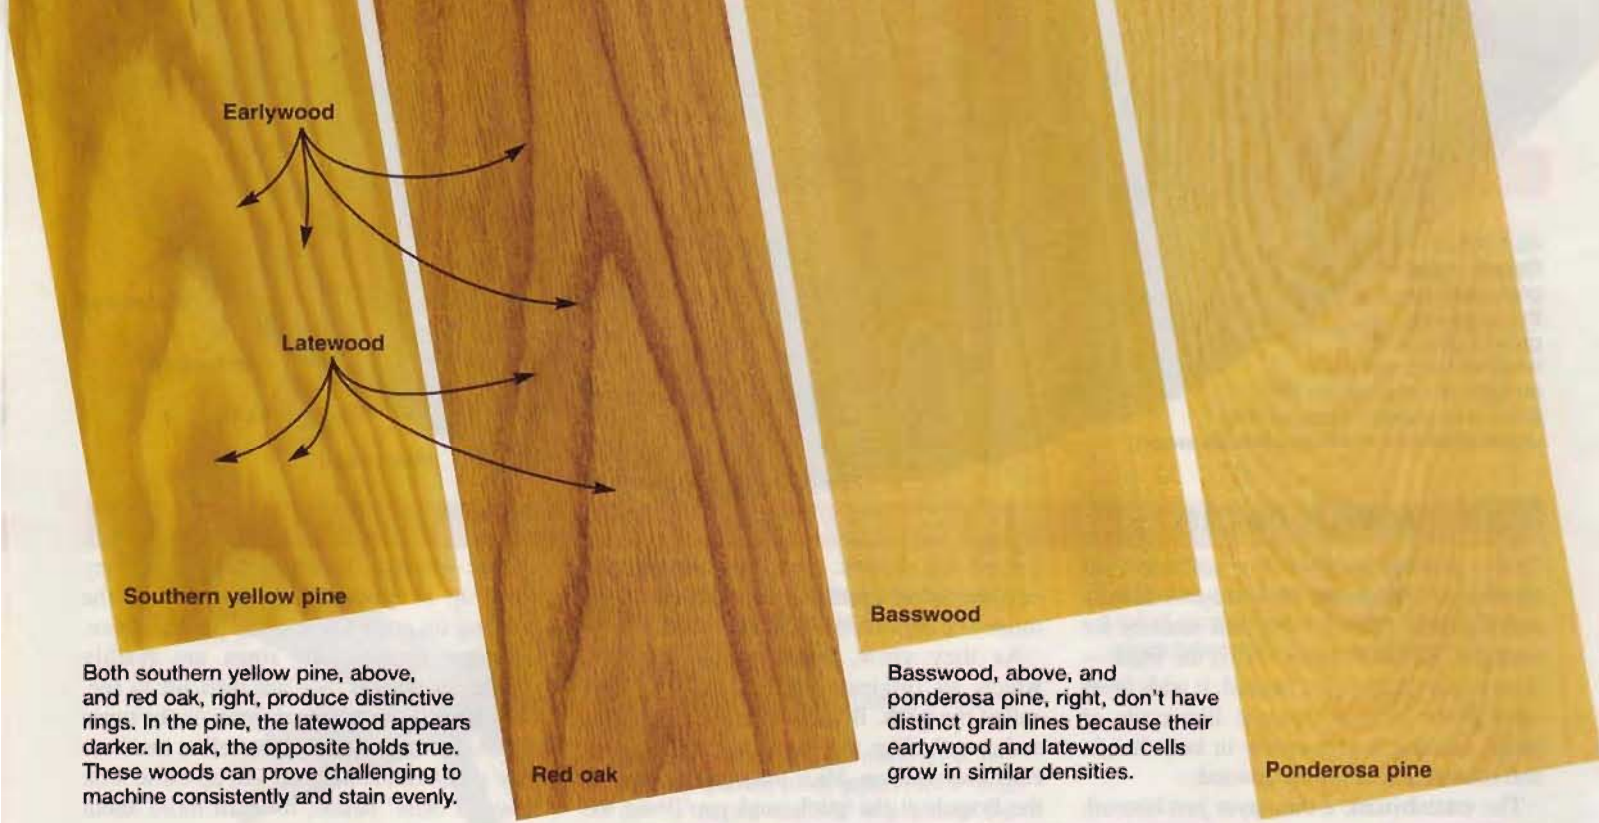 Earlywood
Latewood
Southern yellow pine
Both southern yellow pine, above,
and red oak, right, produce distinctive
rings. In the pine, the latewood appears
darker. In oak, the opposite holds true.
These woods can prove challenging to
machine consistently and stain evenly.
Red oak
Basswood
Basswood, above, and
ponderosa pine, right, don't have
distinct grain lines because their
earlywood and latewood cells
grow in similar densities.
Ponderosa pine